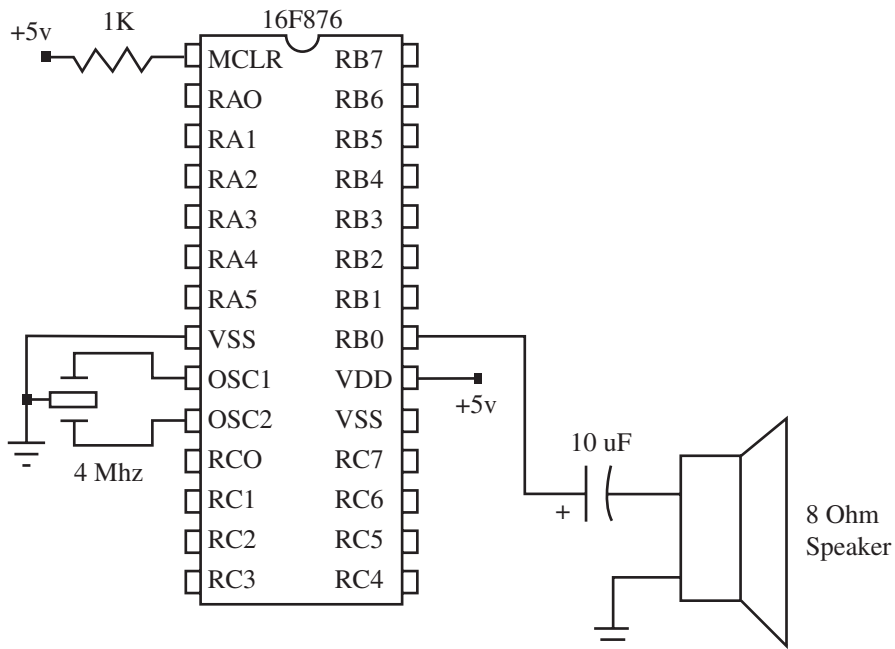 16F876
1K
+5v
MCLR RB7
RAO RB6
RA1 RB5
RA2 RB4
RA3 RB3
RA4 RB2
RA5 RB1
VSS RB0
OSC1 VDD
+5v
OSC2 VSS
4 Mhz
RCO RC7
RC1 RC6
RC2 RC5
RC3 RC4
10 uF
+
8 Ohm
Speaker